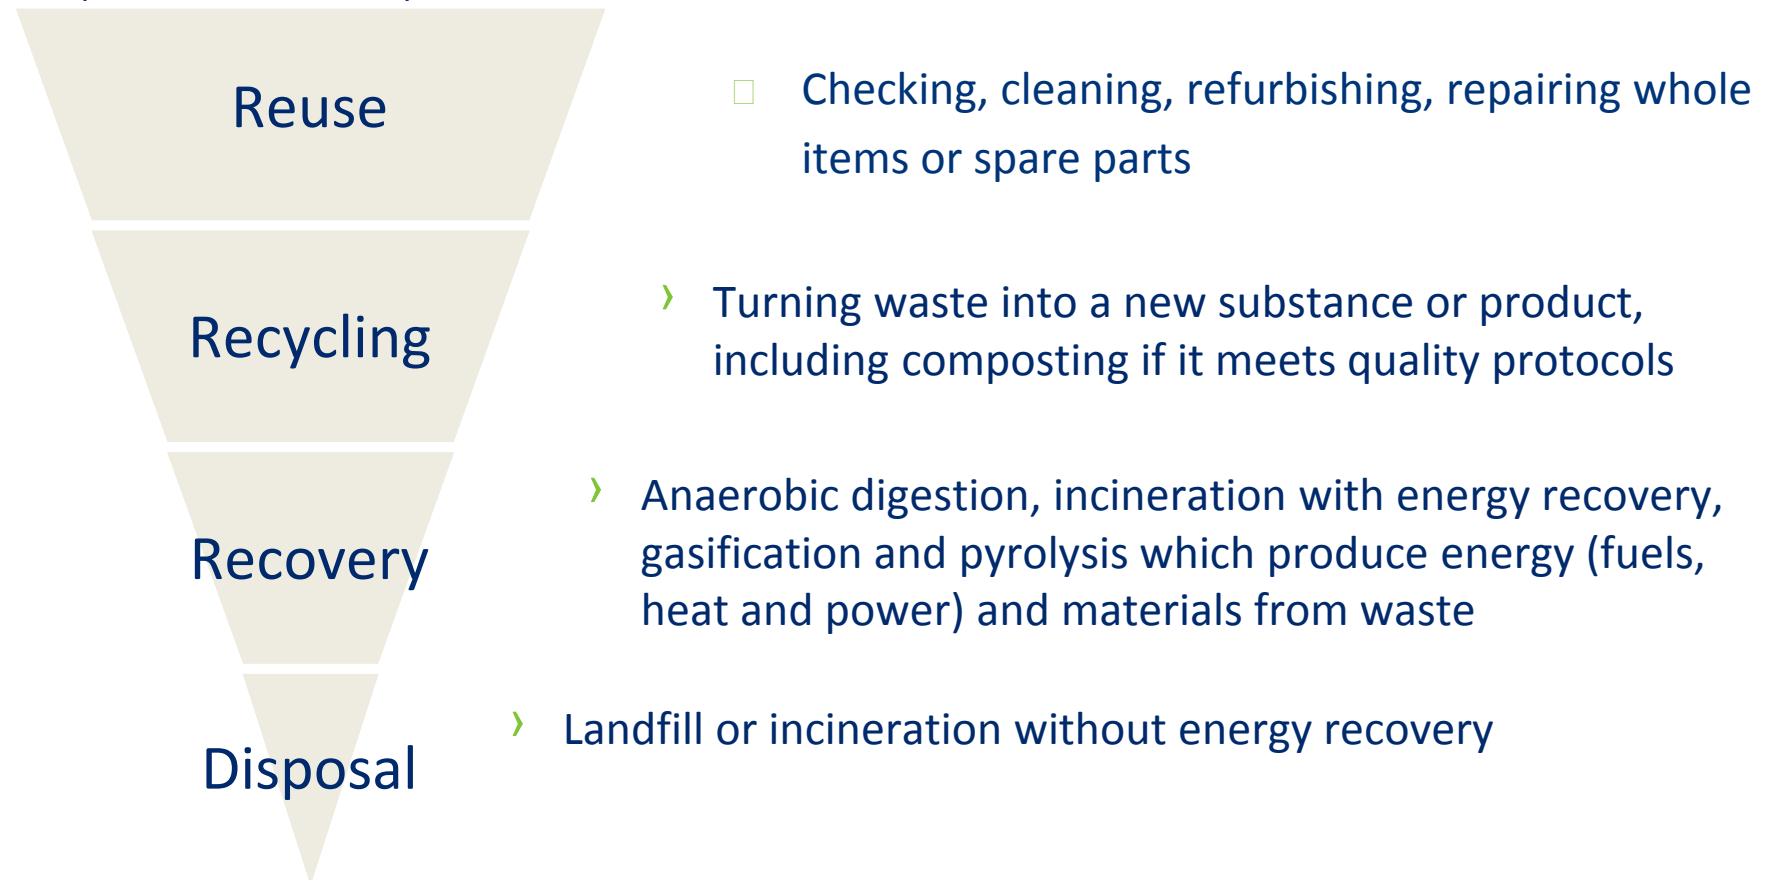 Reuse
Checking, cleaning, refurbishing, repairing whole
items or spare parts
Recycling
› Turning waste into a new substance or product,
including composting if it meets quality protocols
Recovery
› Anaerobic digestion, incineration with energy recovery,
gasification and pyrolysis which produce energy (fuels,
heat and power) and materials from waste
Disposal
› Landfill or incineration without energy recovery